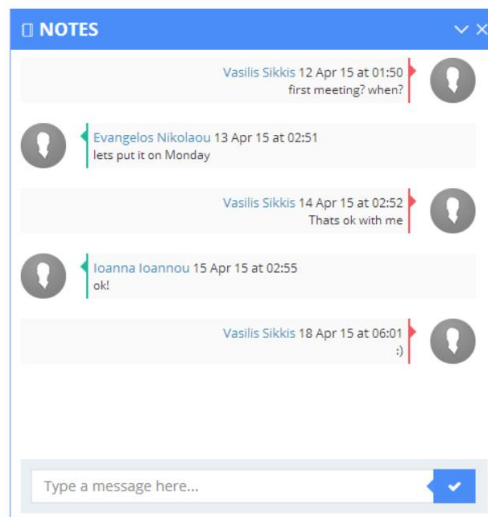 NOTES
Vasilis Sikkis 12 Apr 15 at 01:50
first meeting? when?
Evangelos Nikolaou 13 Apr 15 at 02:51
lets put it on Monday
Vasilis Sikkis 14 Apr 15 at 02:52
Thats ok with me
Ioanna Ioannou 15 Apr 15 at 02:55
ok!
Vasilis Sikkis 18 Apr 15 at 06:01
:)
Type a message here...